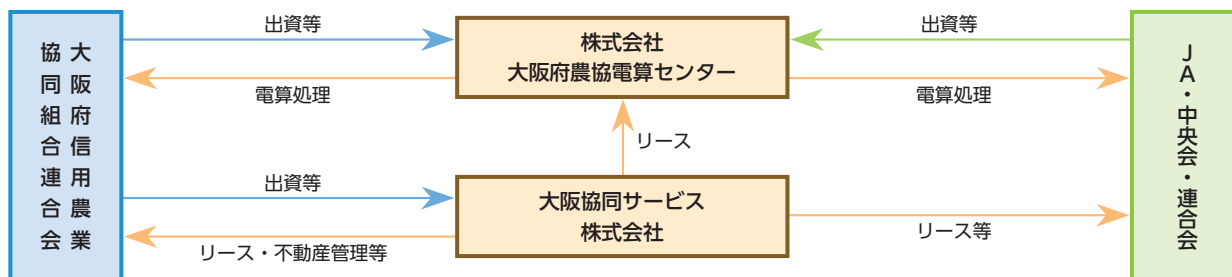 大阪府信用農業
協同組合連合会
出資等
電算処理
出資等
リース・不動産管理等
株式会社
大阪府農協電算センター
リース
大阪協同サービス
株式会社
出資等
電算処理
リース等
JA・中央会・連合会